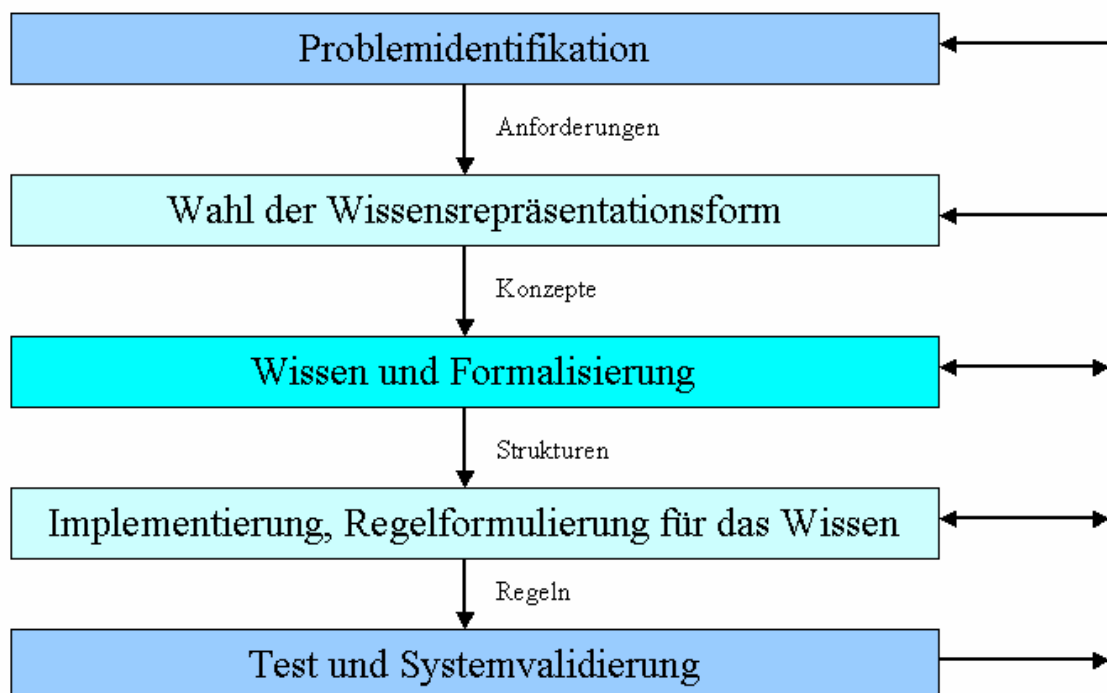 Problemidentifikation
Anforderungen
Wahl der Wissensrepräsentationsform
Konzepte
Wissen und Formalisierung
Strukturen
Implementierung, Regelformulierung für das Wissen
Regeln
Test und Systemvalidierung